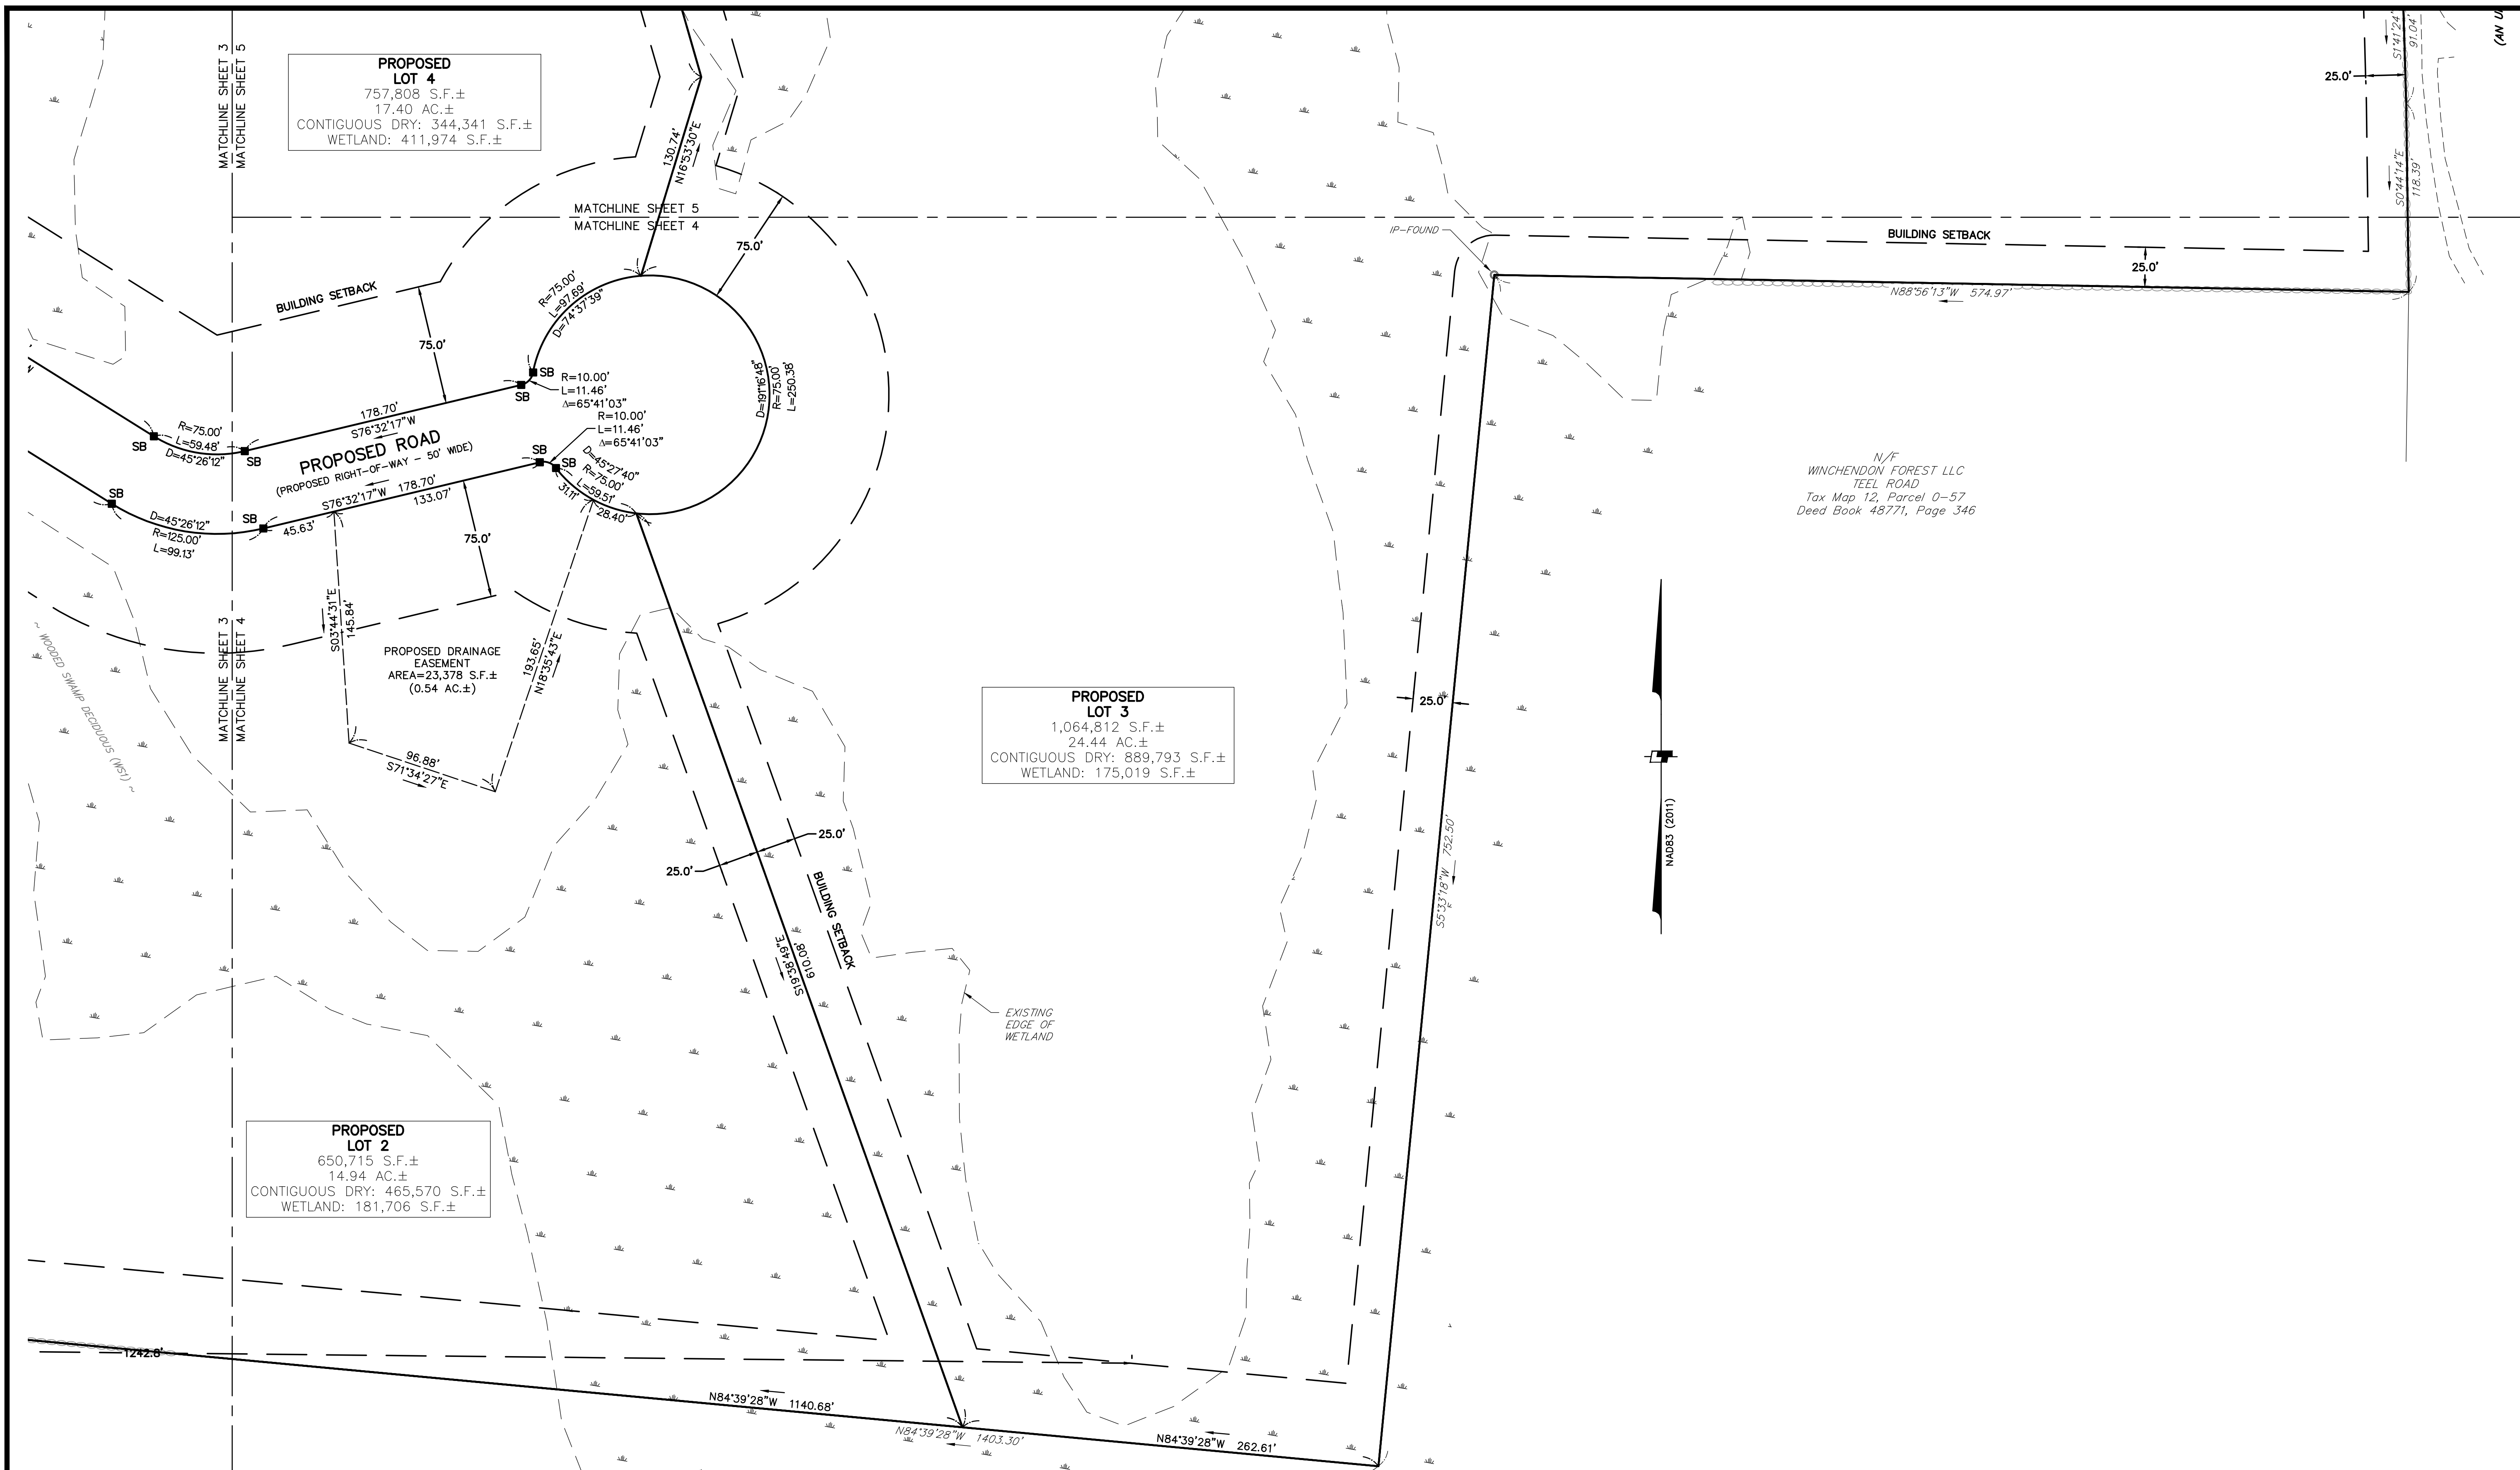 MATCHLINE SHEET 3
MATCHLINE SHEET 5
PROPOSED
LOT 4
757,808 S.F.±
17.40 AC.±
CONTIGUOUS DRY: 344,341 S.F.±
WETLAND: 411,974 S.F.±
130.74'
N16°53'30"E
MATCHLINE SHEET 5
MATCHLINE SHEET 4
75.0'
25.0'
S1°41'24"
91.04'
S0°44'14"E
118.39'
IP-FOUND
BUILDING SETBACK
25.0'
N88°56'13"W 574.97'
BUILDING SETBACK
75.0'
R=75.00'
L=97.69'
D=74°37'39"
SB
SB
R=10.00'
L=11.46'
Δ=65°41'03"
R=10.00'
L=11.46'
Δ=65°41'03"
D=191°16'48"
R=75.00'
L=250.38'
178.70'
S76°32'17"W
PROPOSED ROAD
(PROPOSED RIGHT-OF-WAY - 50' WIDE)
S76°32'17"W 178.70'
133.07'
45.63'
SB
SB
R=75.00'
L=59.48'
D=45°26'12"
SB
SB
D=45°26'12"
R=125.00'
L=99.13'
SB
SB
D=45°27'40"
R=75.00'
L=59.51'
31.11'
28.40'
75.0'
N/F
WINCHENDON FOREST LLC
TEEL ROAD
Tax Map 12, Parcel 0-57
Deed Book 48771, Page 346
MATCHLINE SHEET 3
MATCHLINE SHEET 4
~ WOODED SWAMP DECIDUOUS (WS1) ~
S03°44'31"E
145.84'
PROPOSED DRAINAGE
EASEMENT
AREA=23,378 S.F.±
(0.54 AC.±)
193.65'
N18°35'43"E
96.88'
S71°34'27"E
PROPOSED
LOT 3
1,064,812 S.F.±
24.44 AC.±
CONTIGUOUS DRY: 889,793 S.F.±
WETLAND: 175,019 S.F.±
25.0'
NAD83 (2011)
S5°33'18"W 752.50'
25.0'
25.0'
BUILDING SETBACK
S19°38'49"E
610.08'
EXISTING
EDGE OF
WETLAND
PROPOSED
LOT 2
650,715 S.F.±
14.94 AC.±
CONTIGUOUS DRY: 465,570 S.F.±
WETLAND: 181,706 S.F.±
1242.8'
N84°39'28"W 1140.68'
N84°39'28"W 1403.30'
N84°39'28"W 262.61'